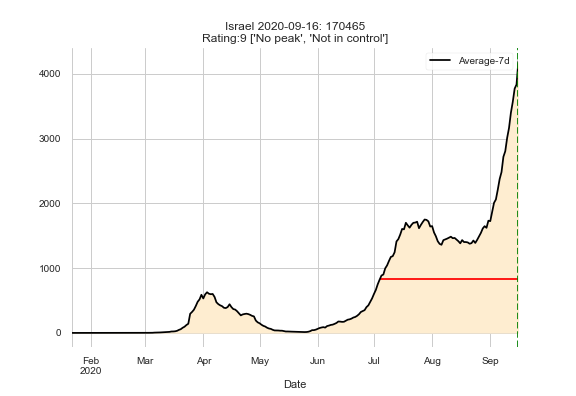 Israel 2020-09-16: 170465
Rating:9 ['No peak', 'Not in control']
Average-7d
4000
3000
2000
1000
0
Feb Mar Apr May Jun Jul Aug Sep
2020
Date